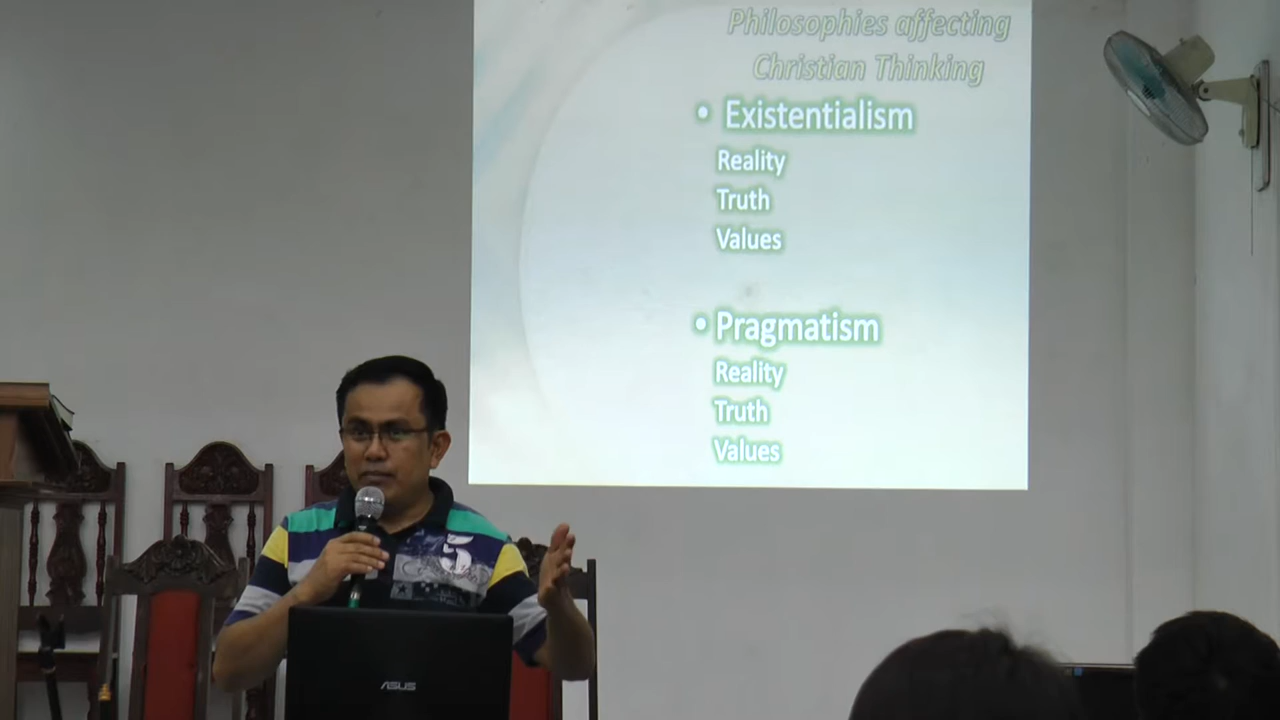 Philosophies affecting
Christian Thinking
• Existentialism
Reality
Truth
Values
• Pragmatism
Reality
Truth
Values
5
ASUS